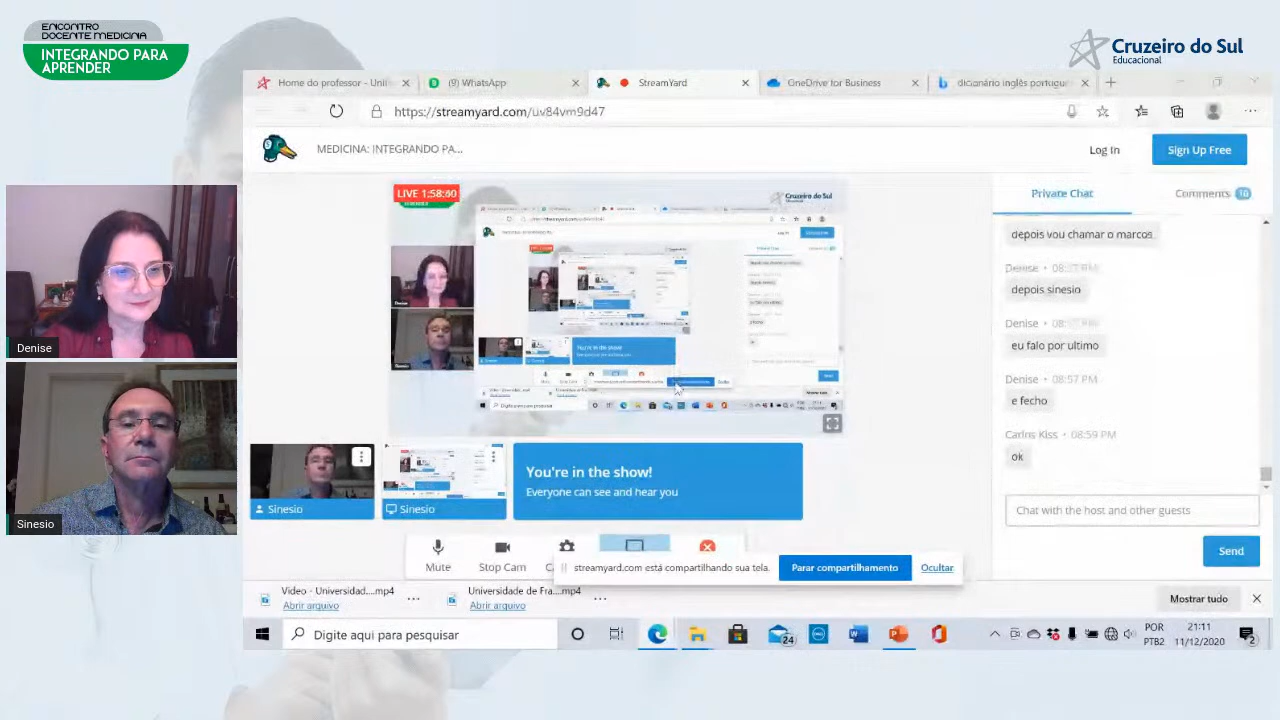 ENCONTRO
DOCENTE MEDICINA
INTEGRANDO PARA
APRENDER
Cruzeiro do Sul
Educacional
Home do professor - Uni
(9) WhatsApp
StreamYard
OneDrive for Business
dicionário inglês portugue
https://streamyard.com/uv84vm9d47
MEDICINA: INTEGRANDO PA...
Log In
Sign Up Free
LIVE 1:58:60
Cruzeiro do Sul
Private Chat
Comments
depois vou chamar o marcos
Denise
depois sinesio
Denise
eu por ultimo
Denise • 08:57 PM
e fecho
Carlos Kiss • 08:59 PM
ok
Chat with the host and other guests
Send
Denise
Sinesio
You're in the show!
Everyone can see and hear you
Sinesio
Sinesio
Mute
Stop Cam
streamyard.com está compartilhando sua tela.
Parar compartilhamento
Ocultar
Video - Universidad....mp4
Abrir arquivo
Universidade de Fra....mp4
Abrir arquivo
Mostrar tudo
Digite aqui para pesquisar
24
POR
PTB2
21:11
11/12/2020
2